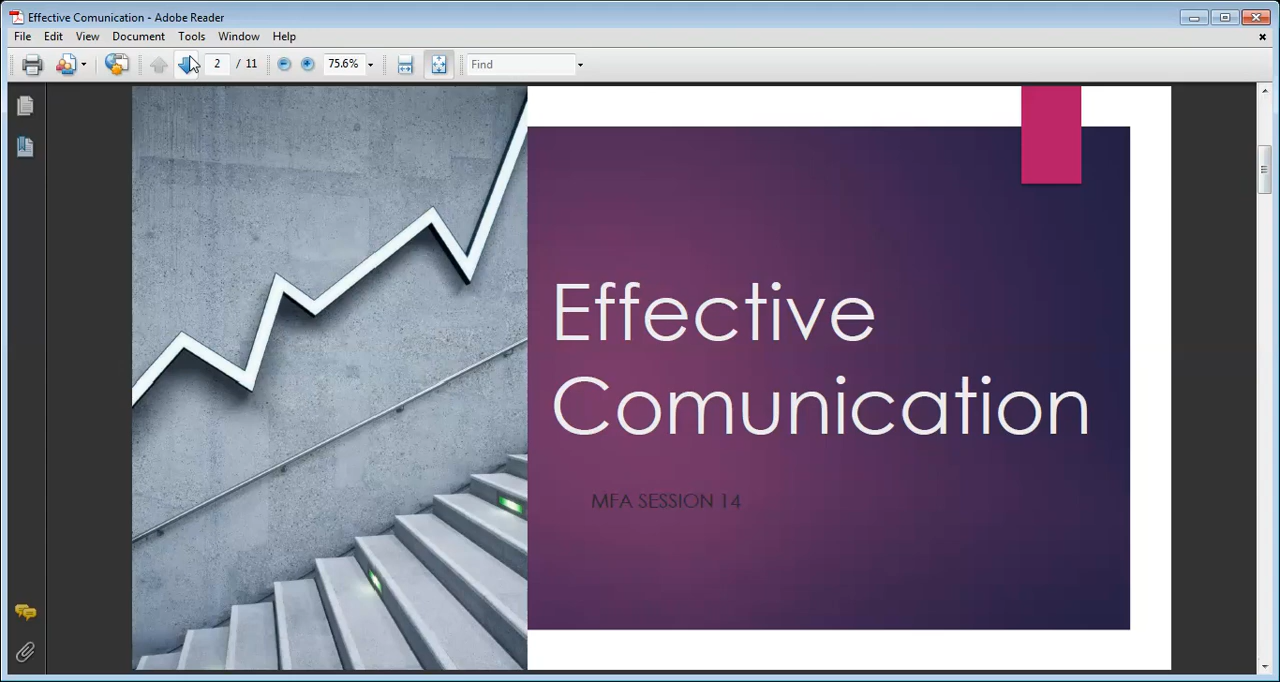 Effective Comunication - Adobe Reader
File Edit View Document Tools Window Help
2 / 11 75.6% Find
Effective
Comunication
MFA SESSION 14